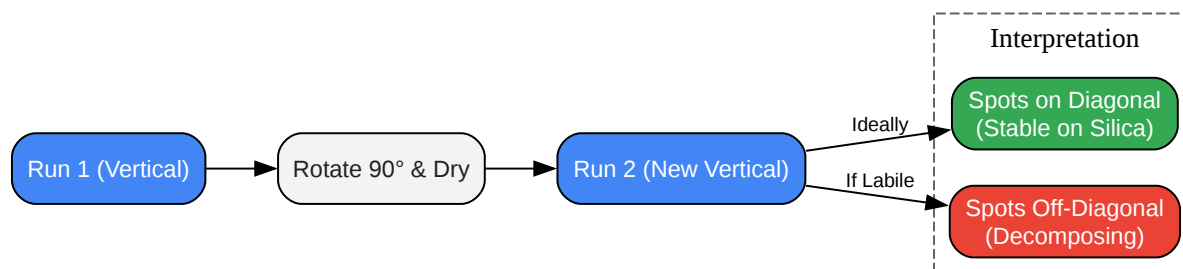 Interpretation
Run 1 (Vertical)
Rotate 90° & Dry
Run 2 (New Vertical)
Ideally
If Labile
Spots on Diagonal
(Stable on Silica)
Spots Off-Diagonal
(Decomposing)